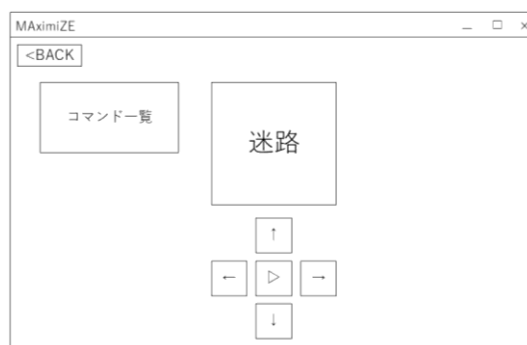 MAximiZE
<BACK
コマンド一覧
迷路
↑
← ▷ →
↓